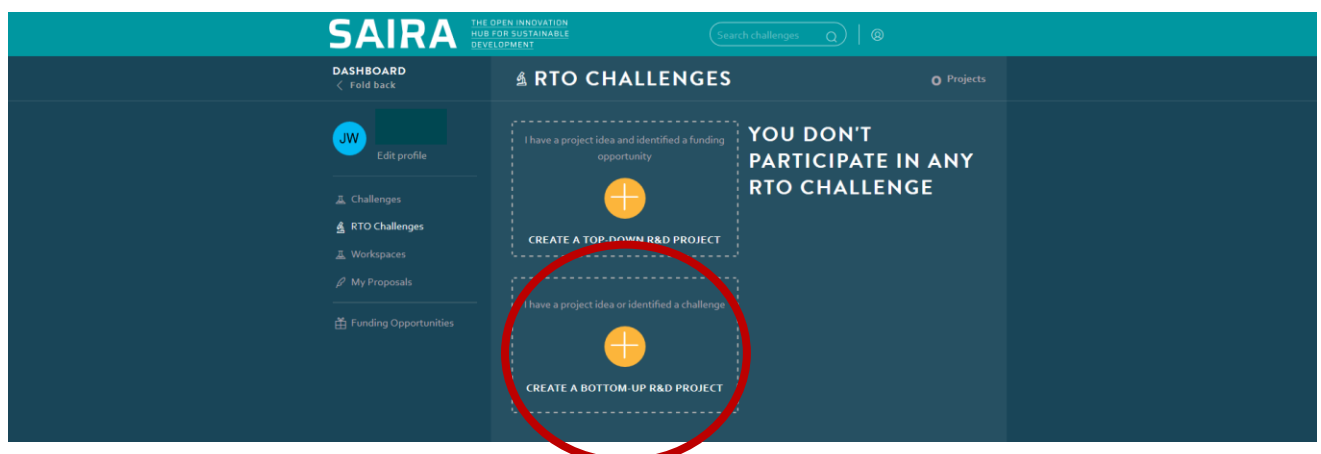 SAIRA
THE OPEN INNOVATION
HUB FOR SUSTAINABLE
DEVELOPMENT
Search challenges
DASHBOARD
< Fold back
RTO CHALLENGES
0 Projects
JW
Edit profile
Challenges
RTO Challenges
Workspaces
My Proposals
Funding Opportunities
I have a project idea and identified a funding
opportunity
CREATE A TOP-DOWN R&D PROJECT
I have a project idea or identified a challenge
CREATE A BOTTOM-UP R&D PROJECT
YOU DON'T
PARTICIPATE IN ANY
RTO CHALLENGE